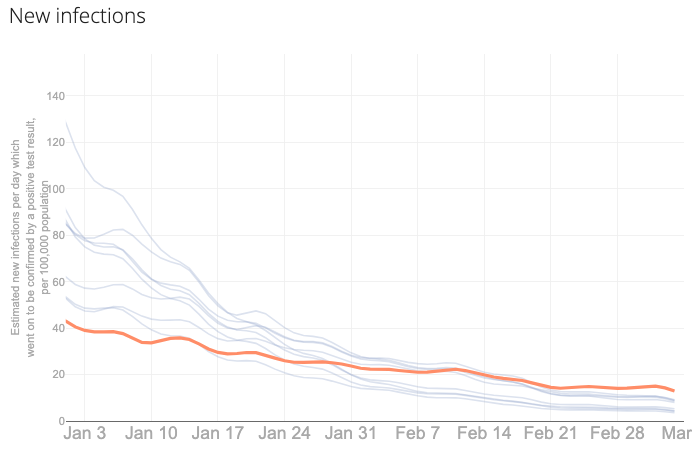 New infections
Estimated new infections per day which
went on to be confirmed by a positive test result,
per 100,000 population
140
120
100
80
60
40
20
0
Jan 3 Jan 10 Jan 17 Jan 24 Jan 31 Feb 7 Feb 14 Feb 21 Feb 28 Mar